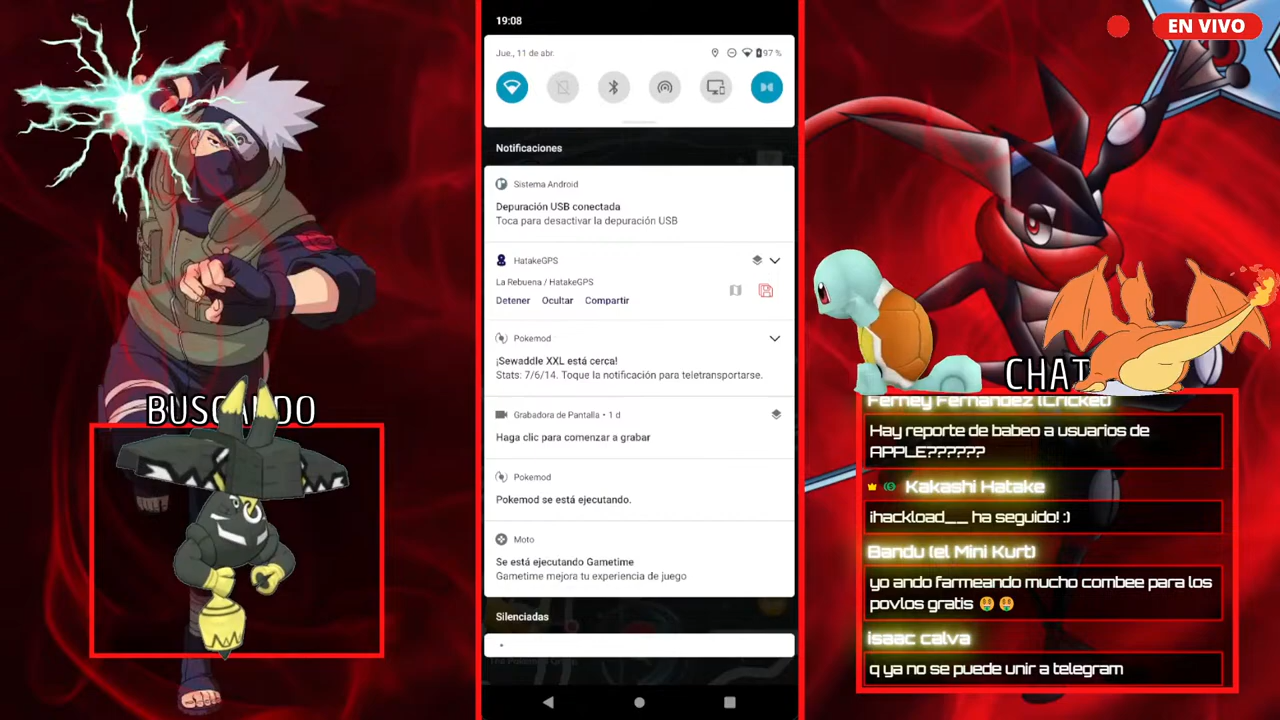 19:08
EN VIVO
Jue., 11 de abr.
97 %
Notificaciones
Sistema Android
Depuración USB conectada
Toca para desactivar la depuración USB
HatakeGPS
La Rebuena / HatakeGPS
Detener Ocultar Compartir
Pokemod
¡Sewaddle XXL está cerca!
Stats: 7/6/14. Toque la notificación para teletransportarse.
Grabadora de Pantalla • 1 d
Haga clic para comenzar a grabar
Pokemod
Pokemod se está ejecutando.
Moto
Se está ejecutando Gametime
Gametime mejora tu experiencia de juego
Silenciadas
BUSCANDO
CHAT
Ferney Fernandez (Cricket)
Hay reporte de babeo a usuarios de
APPLE??????
Kakashi Hatake
¡hackload__ ha seguido! :)
Bandu (el Mini Kurt)
yo ando farmeando mucho combee para los
povlos gratis 🤑 🤑
isaac calva
q ya no se puede unir a telegram